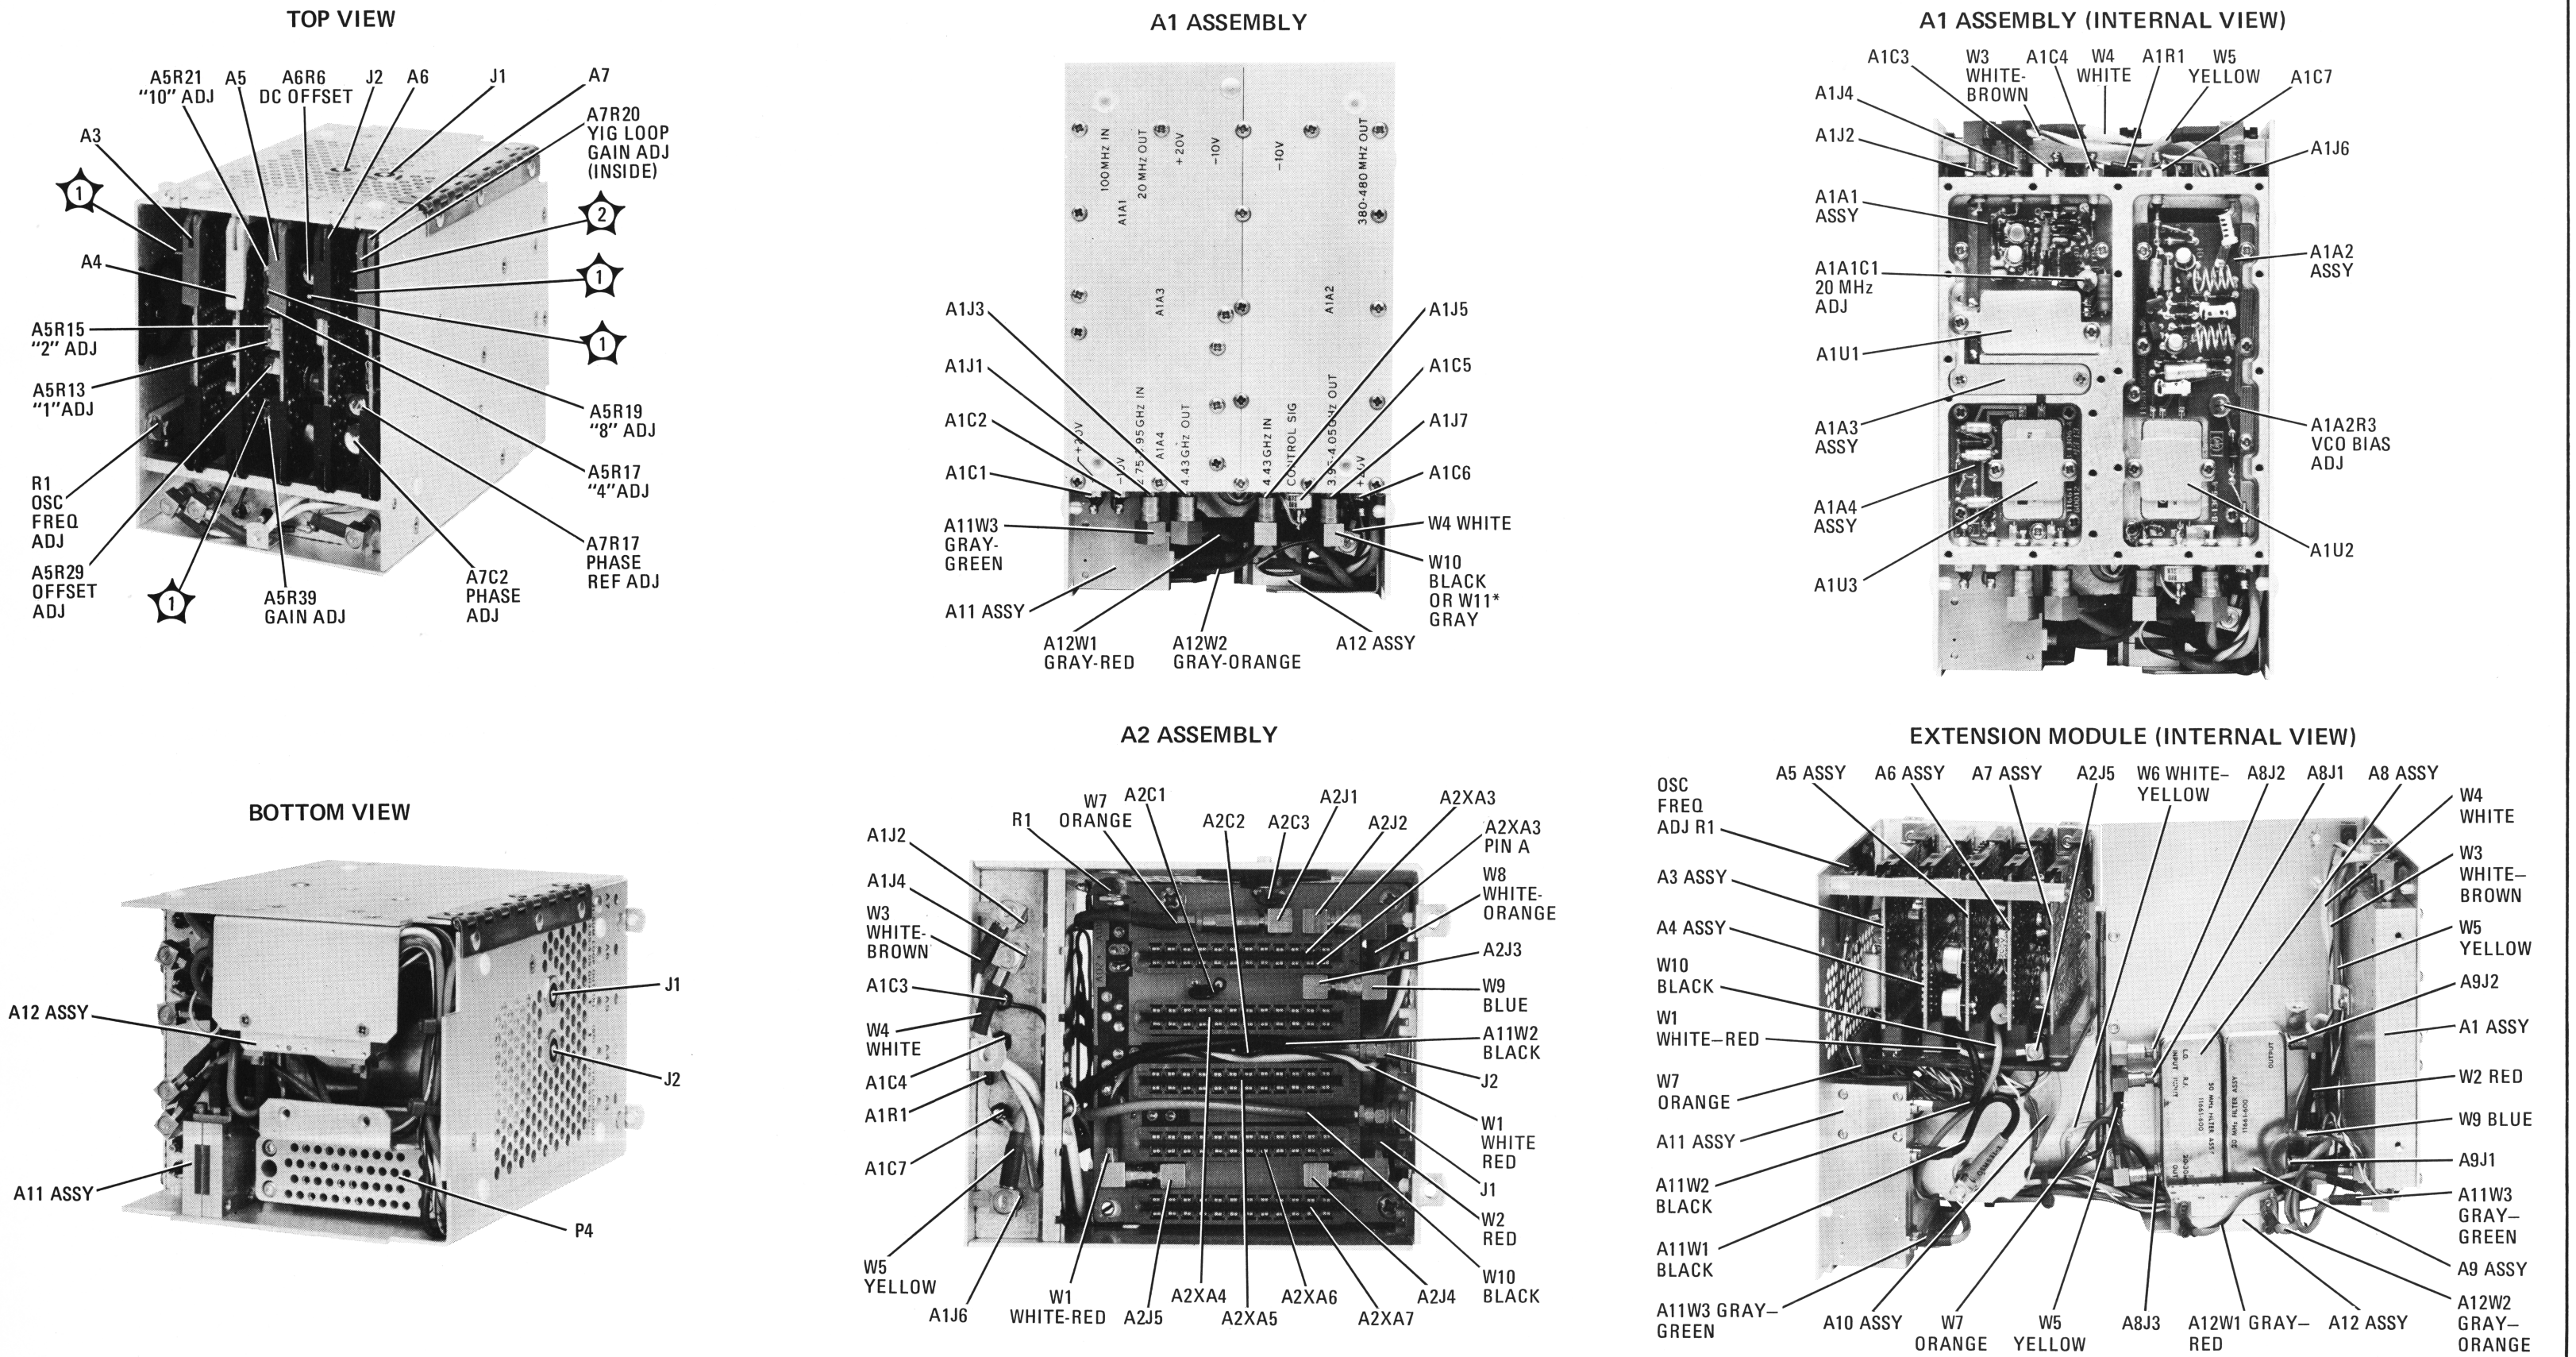 TOP VIEW
A5R21
“10” ADJ
A5
A6R6
DC OFFSET
J2
A6
J1
A7
A7R20
YIG LOOP
GAIN ADJ
(INSIDE)
A3
1
2
A4
1
1
A5R15
“2” ADJ
A5R13
“1” ADJ
A5R19
“8” ADJ
A5R17
“4” ADJ
R1
OSC
FREQ
ADJ
A7R17
PHASE
REF ADJ
A5R29
OFFSET
ADJ
1
A5R39
GAIN ADJ
A7C2
PHASE
ADJ
A1 ASSEMBLY
100 MHz IN
A1A1
20 MHz OUT
+20V
-10V
-10V
380-480 MHz OUT
A1A3
A1A2
A1J3
A1J1
A1C2
A1C1
A1J5
A1C5
A1J7
A1C6
+20V
-10V
A1A4
4.43 GHz OUT
4.43 GHz IN
CONTROL SIG
3.95-4.05GHz OUT
+20V
A11W3
GRAY-
GREEN
A11 ASSY
W4 WHITE
W10
BLACK
OR W11*
GRAY
A12W1
GRAY-RED
A12W2
GRAY-ORANGE
A12 ASSY
A1 ASSEMBLY (INTERNAL VIEW)
A1C3
W3
WHITE-
BROWN
A1C4
W4
WHITE
A1R1
W5
YELLOW
A1C7
A1J4
A1J2
A1J6
A1A1
ASSY
A1A2
ASSY
A1A1C1
20 MHz
ADJ
A1U1
A1A3
ASSY
A1A2R3
VCO BIAS
ADJ
A1A4
ASSY
A1U2
A1U3
BOTTOM VIEW
A12 ASSY
J1
J2
A11 ASSY
P4
A2 ASSEMBLY
A1J2
R1
W7
ORANGE
A2C1
A2C2
A2C3
A2J1
A2J2
A2XA3
A2XA3
PIN A
A1J4
W3
WHITE-
BROWN
W8
WHITE-
ORANGE
A2J3
A1C3
W9
BLUE
W4
WHITE
A11W2
BLACK
A1C4
J2
A1R1
W1
WHITE
RED
A1C7
J1
W2
RED
W5
YELLOW
W10
BLACK
A1J6
W1
WHITE-RED
A2J5
A2XA4
A2XA5
A2XA6
A2XA7
A2J4
EXTENSION MODULE (INTERNAL VIEW)
OSC
FREQ
ADJ R1
A5 ASSY
A6 ASSY
A7 ASSY
A2J5
W6 WHITE–
YELLOW
A8J2
A8J1
A8 ASSY
W4
WHITE
W3
WHITE–
BROWN
A3 ASSY
A4 ASSY
W5
YELLOW
W10
BLACK
A9J2
W1
WHITE–RED
A1 ASSY
W7
ORANGE
W2 RED
A11 ASSY
W9 BLUE
A11W2
BLACK
A9J1
A11W3
GRAY–
GREEN
A11W1
BLACK
A9 ASSY
A11W3 GRAY–
GREEN
A10 ASSY
W7
ORANGE
W5
YELLOW
A8J3
A12W1 GRAY–
RED
A12 ASSY
A12W2
GRAY–
ORANGE
OUTPUT